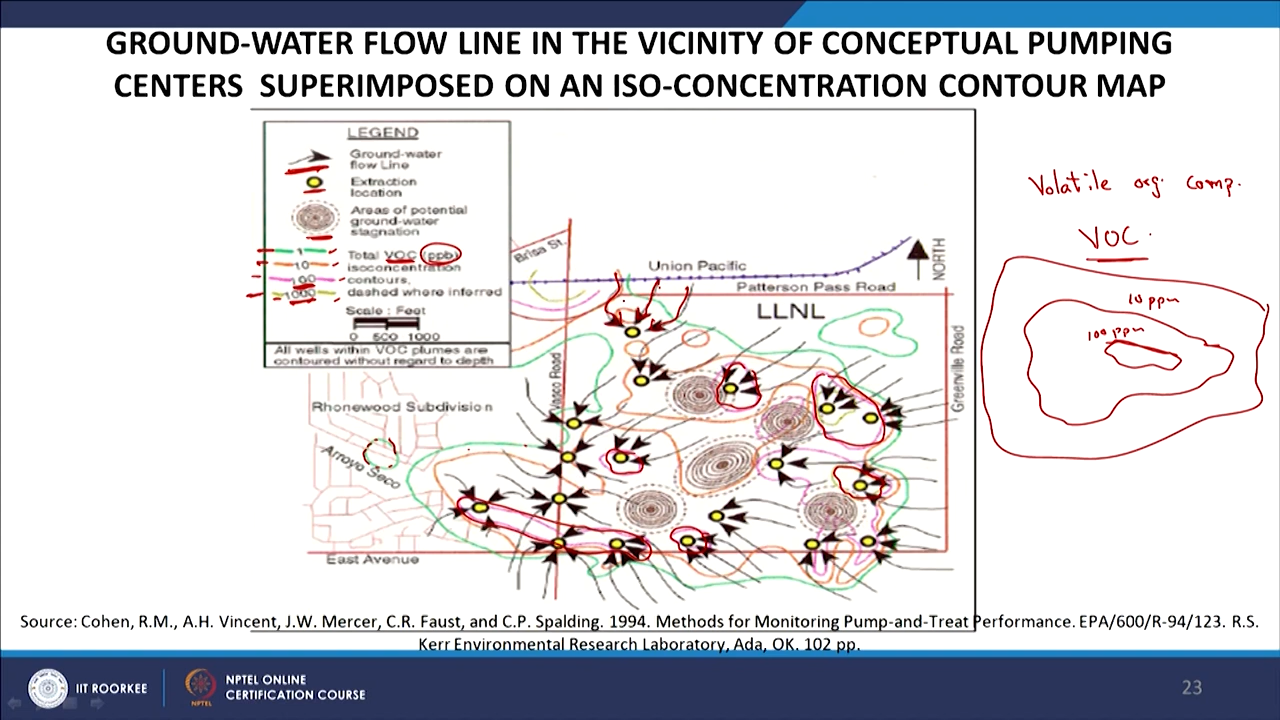 GROUND-WATER FLOW LINE IN THE VICINITY OF CONCEPTUAL PUMPING
CENTERS SUPERIMPOSED ON AN ISO-CONCENTRATION CONTOUR MAP
LEGEND
Ground-water
flow Line
Extraction
location
Areas of potential
ground-water
stagnation
1
10
100
1000
Total VOC (ppb)
isoconcentration
contours,
dashed where inferred
Scale : Feet
0 500 1000
All wells within VOC plumes are
contoured without regard to depth
Brisa St.
Union Pacific
Patterson Pass Road
NORTH
LLNL
Vasco Road
Greenville Road
Rhonewood Subdivision
Arroyo Seco
East Avenue
Volatile org. comp.
VOC
10 ppm
100 ppm
Source: Cohen, R.M., A.H. Vincent, J.W. Mercer, C.R. Faust, and C.P. Spalding. 1994. Methods for Monitoring Pump-and-Treat Performance. EPA/600/R-94/123. R.S.
Kerr Environmental Research Laboratory, Ada, OK. 102 pp.
IIT ROORKEE
NPTEL
NPTEL ONLINE
CERTIFICATION COURSE
23